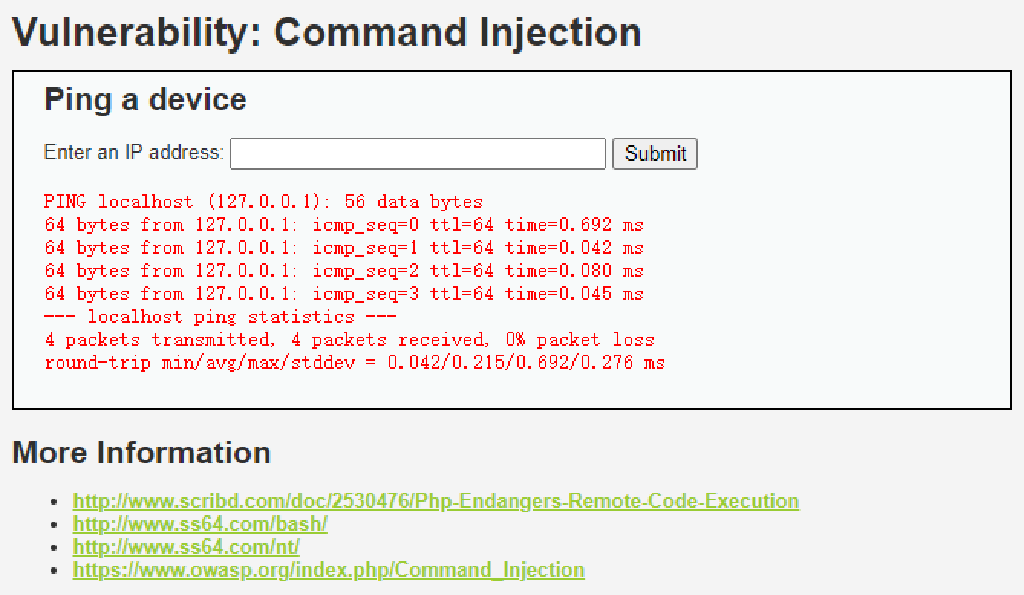 Vulnerability: Command Injection
Ping a device
Enter an IP address: Submit
PING localhost (127.0.0.1): 56 data bytes
64 bytes from 127.0.0.1: icmp_seq=0 ttl=64 time=0.692 ms
64 bytes from 127.0.0.1: icmp_seq=1 ttl=64 time=0.042 ms
64 bytes from 127.0.0.1: icmp_seq=2 ttl=64 time=0.080 ms
64 bytes from 127.0.0.1: icmp_seq=3 ttl=64 time=0.045 ms
--- localhost ping statistics ---
4 packets transmitted, 4 packets received, 0% packet loss
round-trip min/avg/max/stddev = 0.042/0.215/0.692/0.276 ms
More Information
http://www.scribd.com/doc/2530476/Php-Endangers-Remote-Code-Execution
http://www.ss64.com/bash/
http://www.ss64.com/nt/
https://www.owasp.org/index.php/Command_Injection